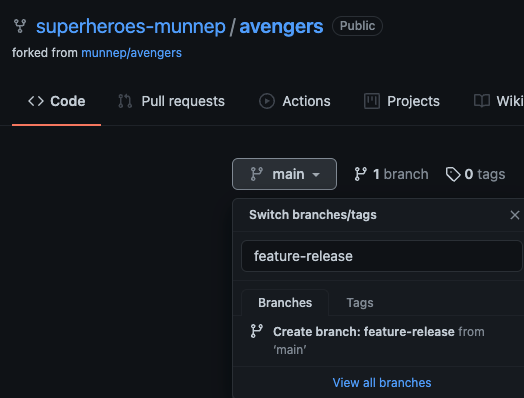 superheroes-munnep / avengers Public
forked from munnep/avengers
Code Pull requests Actions Projects Wiki
main 1 branch 0 tags
Switch branches/tags
feature-release
Branches Tags
Create branch: feature-release from
‘main’
View all branches